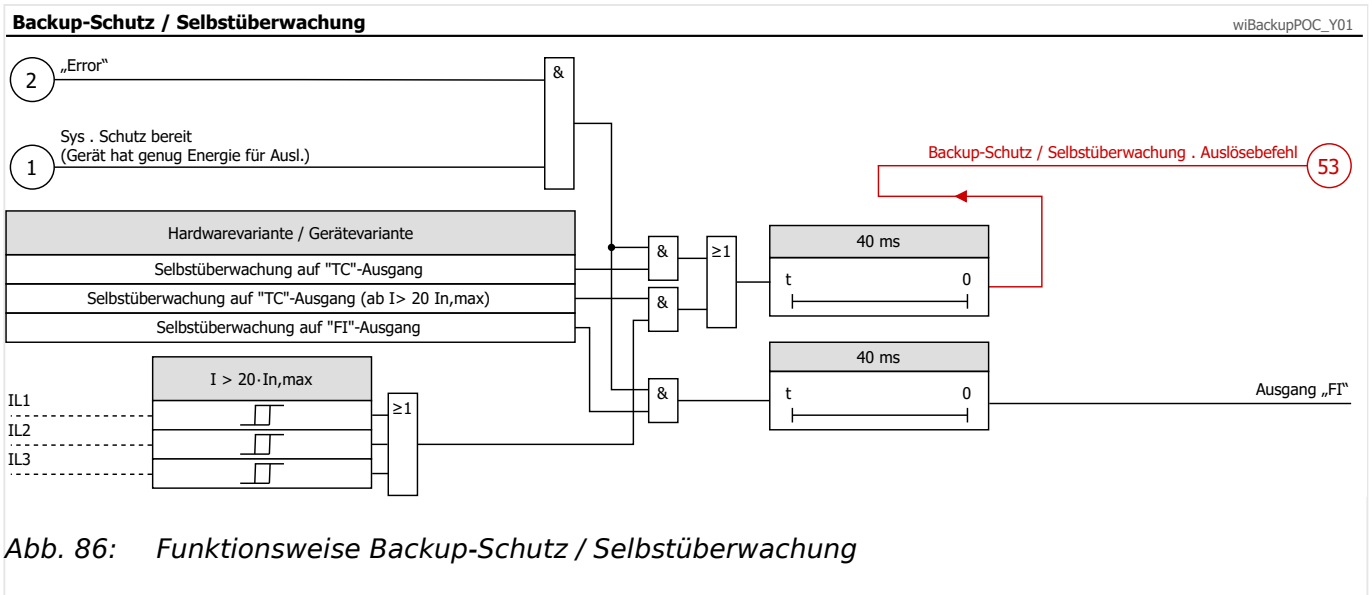 Backup-Schutz / Selbstüberwachung
wiBackupPOC_Y01
2
„Error“
&
Sys . Schutz bereit
(Gerät hat genug Energie für Ausl.)
1
Backup-Schutz / Selbstüberwachung . Auslösebefehl
53
Hardwarevariante / Gerätevariante
Selbstüberwachung auf "TC"-Ausgang
Selbstüberwachung auf "TC"-Ausgang (ab I> 20 In,max)
Selbstüberwachung auf "FI"-Ausgang
&
&
≥1
40 ms
t
0
I > 20·In,max
IL1
IL2
IL3
≥1
&
40 ms
t
0
Ausgang „FI“
Abb. 86: Funktionsweise Backup-Schutz / Selbstüberwachung